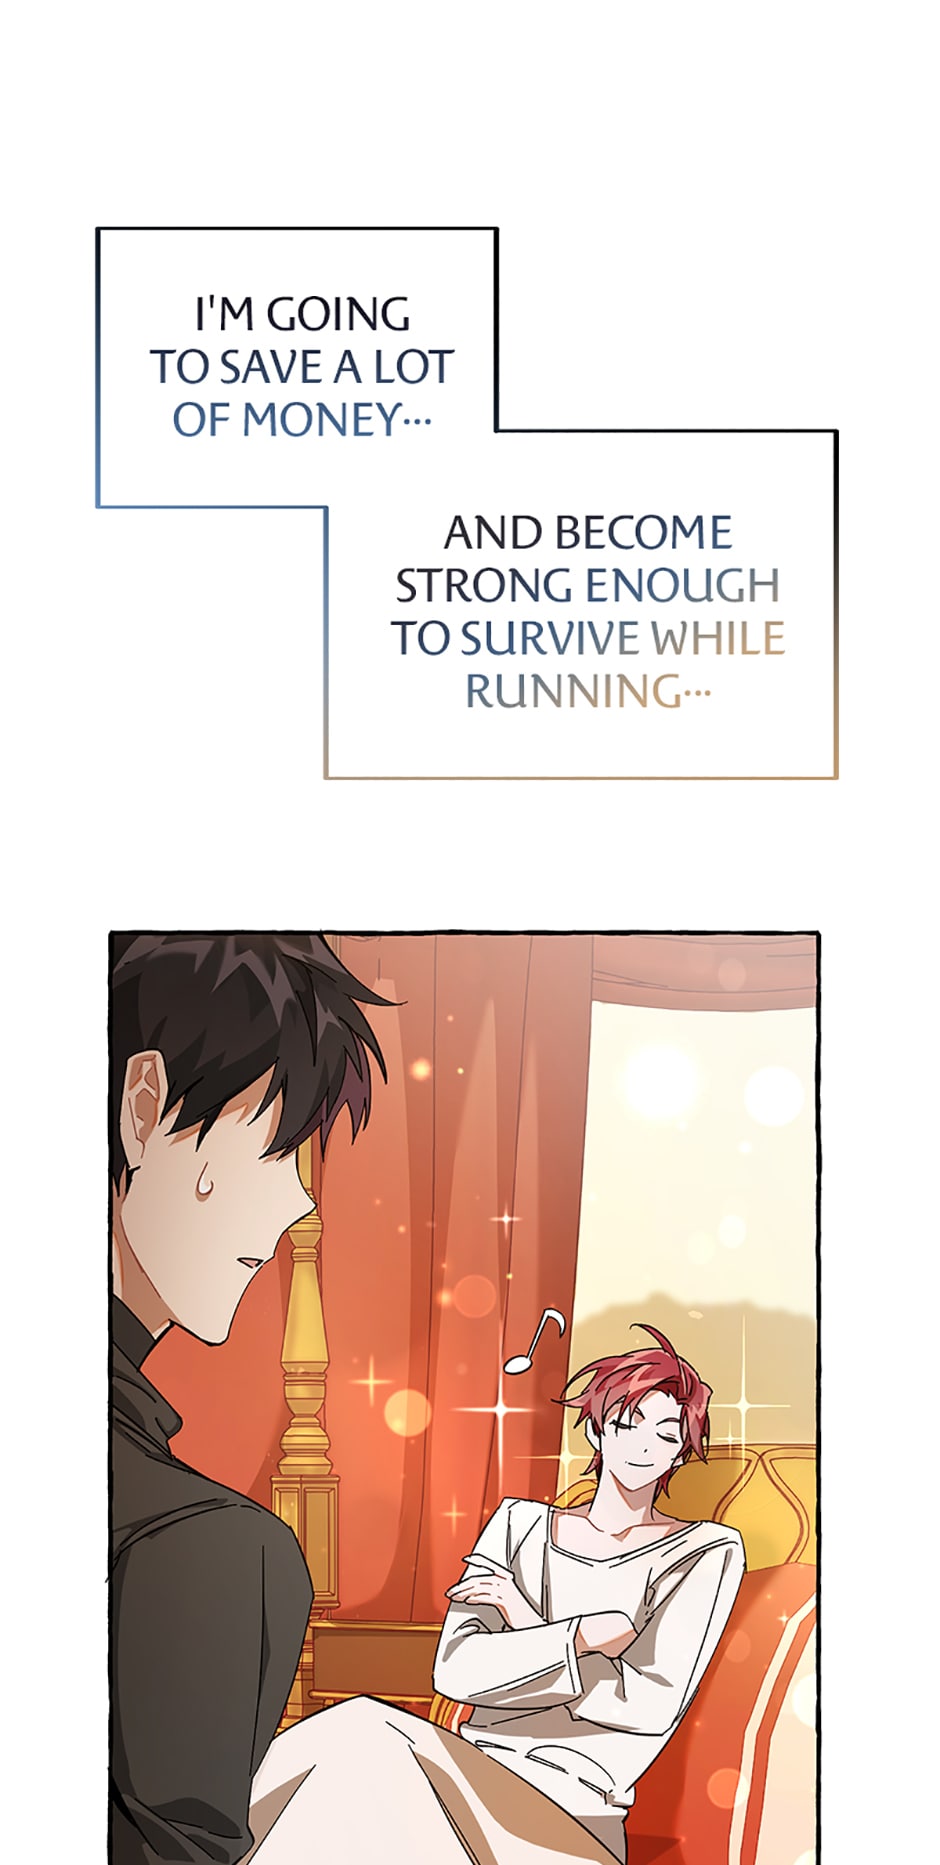 I'M GOING
TO SAVE A LOT
OF MONEY...
AND BECOME
STRONG ENOUGH
TO SURVIVE WHILE
RUNNING...